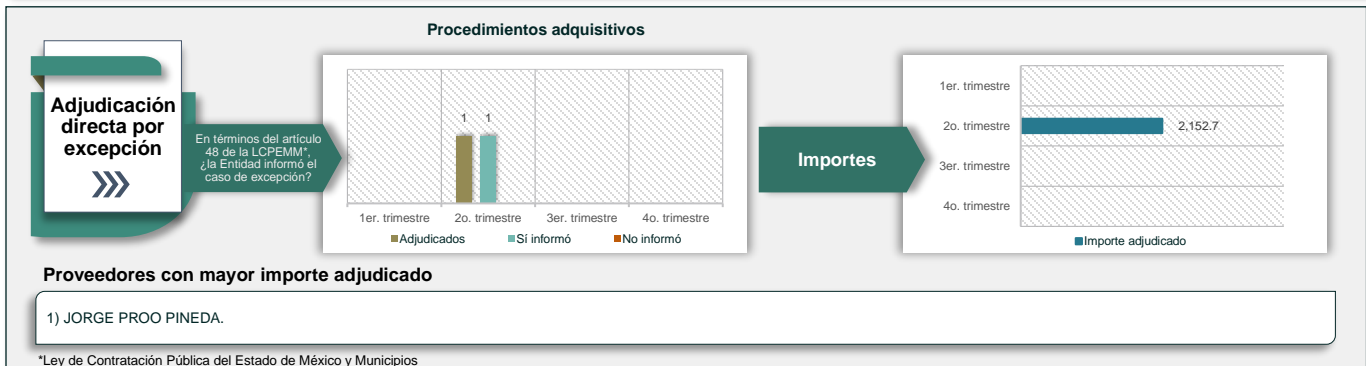 Procedimientos adquisitivos
Adjudicación
directa por
excepción
En términos del artículo
48 de la LCPEMM*,
¿la Entidad informó el
caso de excepción?
1 1
1er. trimestre 2o. trimestre 3er. trimestre 4o. trimestre
Adjudicados Sí informó No informó
Importes
1er. trimestre
2o. trimestre 2,152.7
3er. trimestre
4o. trimestre
Importe adjudicado
Proveedores con mayor importe adjudicado
1) JORGE PROO PINEDA.
*Ley de Contratación Pública del Estado de México y Municipios